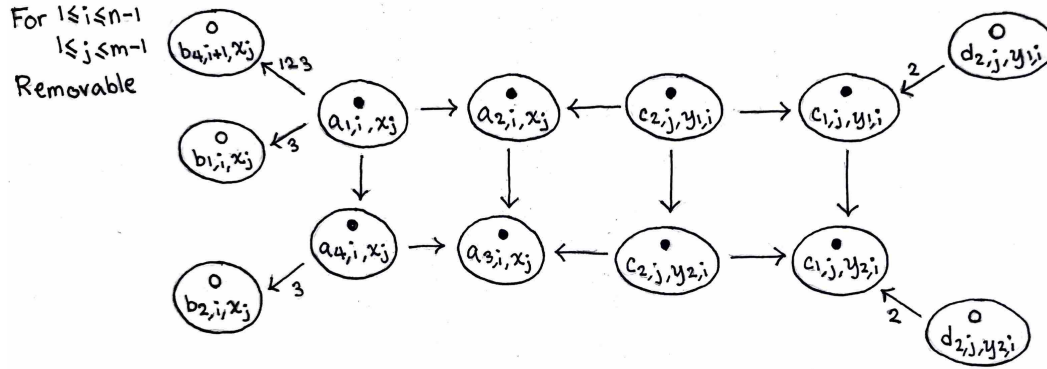 For 1≤i≤n-1
1≤j≤m-1
Removable
b₄,i+1,xⱼ
123
a₁,i,xⱼ
a₂,i,xⱼ
c₂,j,y₁,i
c₁,j,y₁,i
2
d₂,j,y₁,i
b₁,i,xⱼ
3
a₄,i,xⱼ
a₃,i,xⱼ
c₂,j,y₂,i
c₁,j,y₂,i
b₂,i,xⱼ
3
2
d₂,j,y₂,i